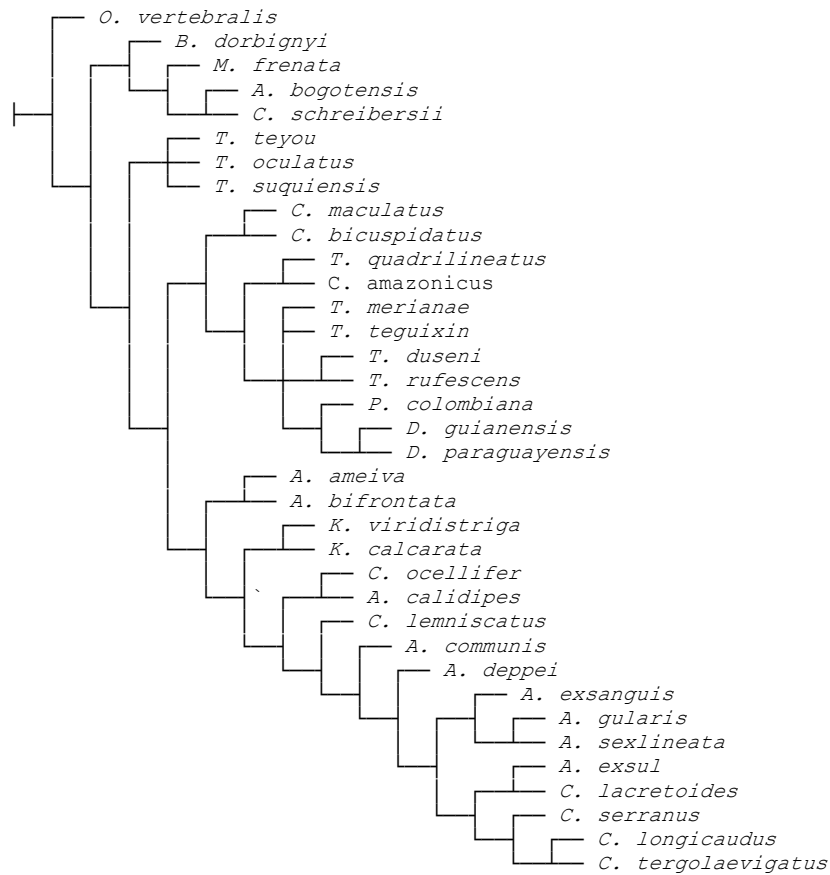 O. vertebralis
B. dorbignyi
M. frenata
A. bogotensis
C. schreibersii
T. teyou
T. oculatus
T. suquiensis
C. maculatus
C. bicuspidatus
T. quadrilineatus
C. amazonicus
T. merianae
T. teguixin
T. duseni
T. rufescens
P. colombiana
D. guianensis
D. paraguayensis
A. ameiva
A. bifrontata
K. viridistriga
K. calcarata
C. ocellifer
A. calidipes
C. lemniscatus
A. communis
A. deppei
A. exsanguis
A. gularis
A. sexlineata
A. exsul
C. lacretoides
C. serranus
C. longicaudus
C. tergolaevigatus